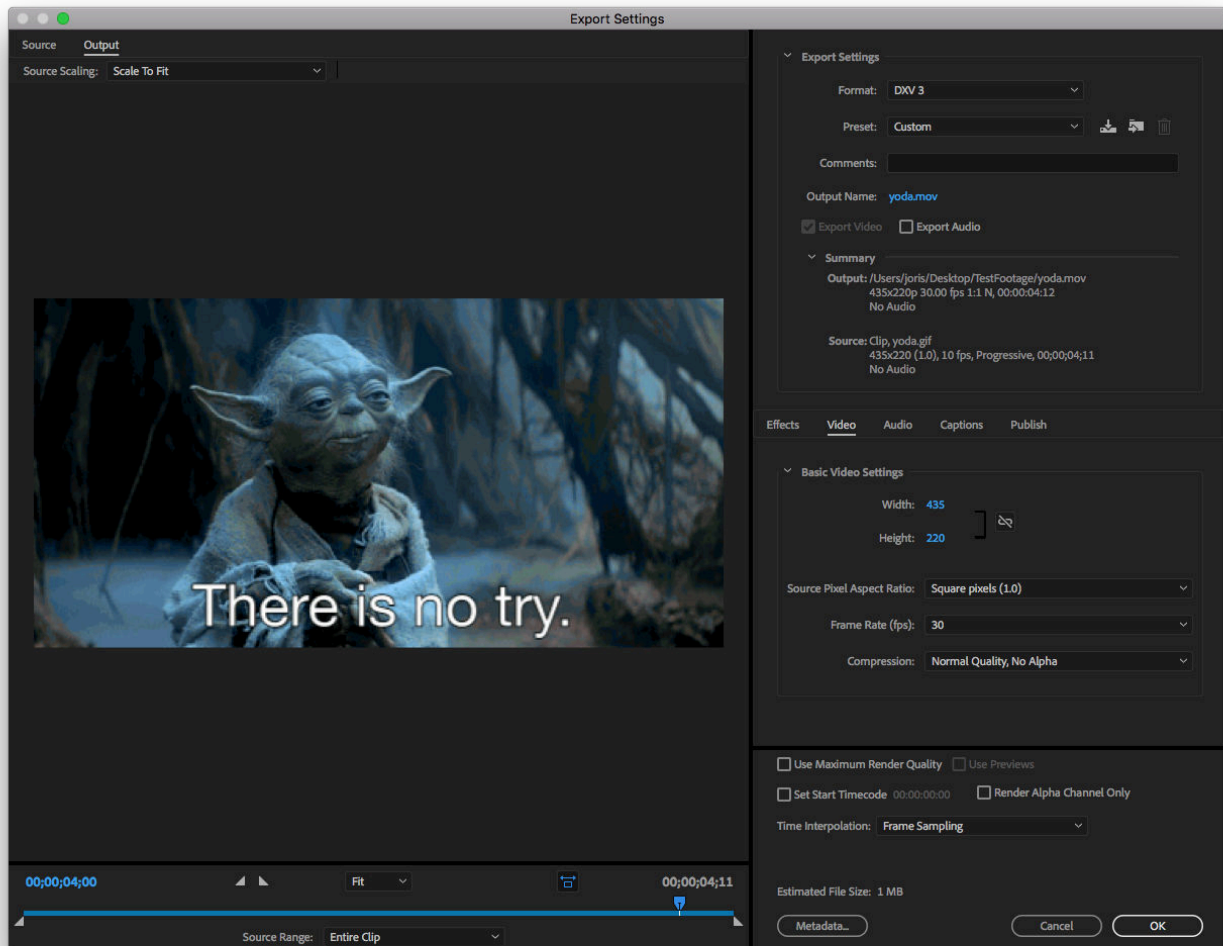 Export Settings
Source Output
Source Scaling: Scale To Fit
There is no try.
00;00;04;00 Fit 00;00;04;11
Source Range: Entire Clip
Export Settings
Format: DXV 3
Preset: Custom
Comments:
Output Name: yoda.mov
Export Video Export Audio
Summary
Output: /Users/joris/Desktop/TestFootage/yoda.mov
435x220p 30.00 fps 1:1 N, 00:00:04:12
No Audio
Source: Clip, yoda.gif
435x220 (1.0), 10 fps, Progressive, 00;00;04;11
No Audio
Effects Video Audio Captions Publish
Basic Video Settings
Width: 435
Height: 220
Source Pixel Aspect Ratio: Square pixels (1.0)
Frame Rate (fps): 30
Compression: Normal Quality, No Alpha
Use Maximum Render Quality Use Previews
Set Start Timecode 00:00:00:00 Render Alpha Channel Only
Time Interpolation: Frame Sampling
Estimated File Size: 1 MB
Metadata... Cancel OK